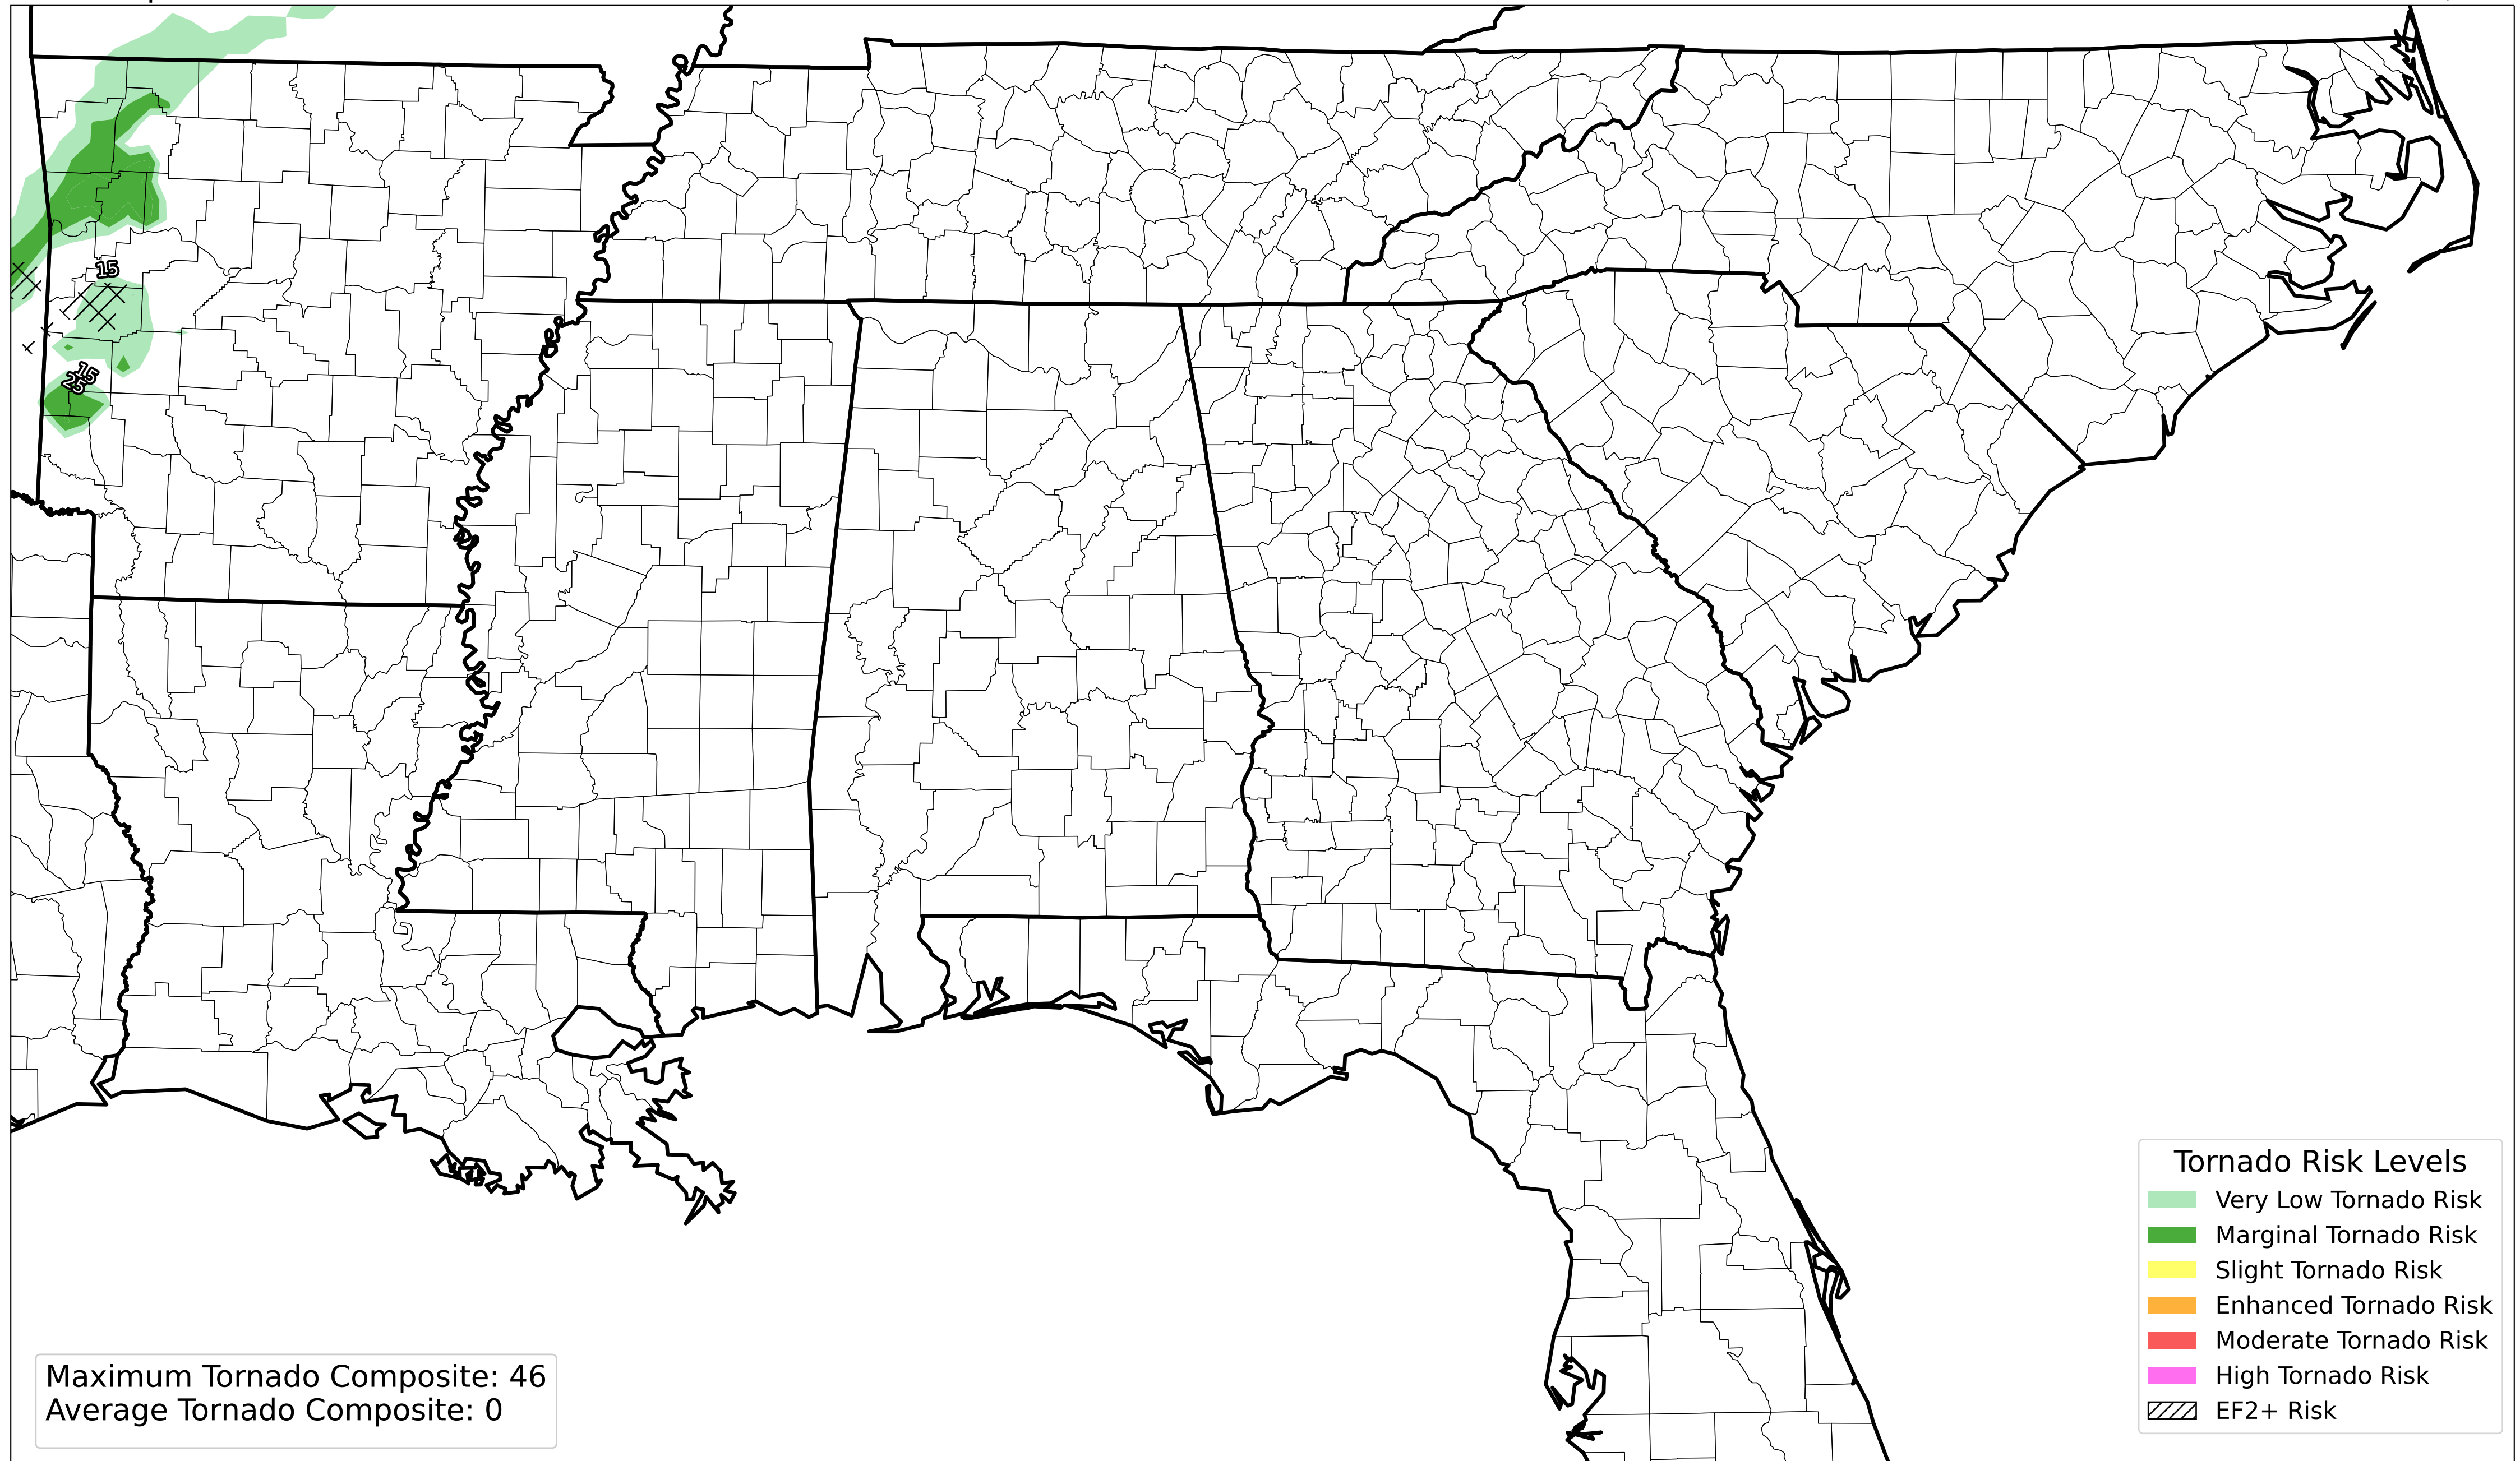 15
15
25
Tornado Risk Levels
Very Low Tornado Risk
Marginal Tornado Risk
Slight Tornado Risk
Enhanced Tornado Risk
Moderate Tornado Risk
High Tornado Risk
EF2+ Risk
Maximum Tornado Composite: 46
Average Tornado Composite: 0